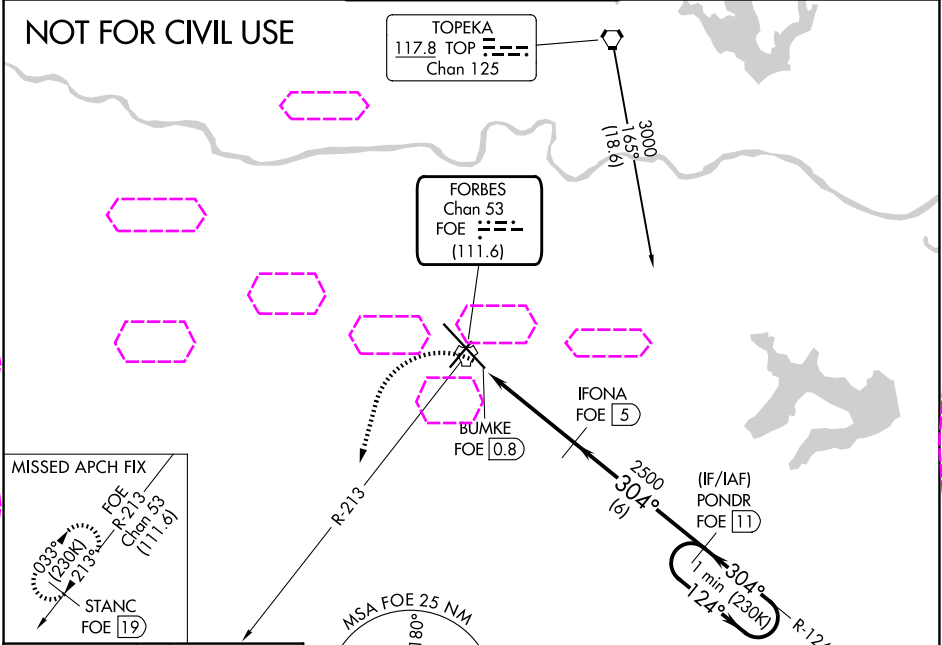 NOT FOR CIVIL USE
TOPEKA
117.8 TOP
Chan 125
3000
165°
(18.6)
FORBES
Chan 53
FOE
(111.6)
IFONA
FOE 5
BUMKE
FOE 0.8
2500
304°
(6)
(IF/IAF)
PONDR
FOE 11
304°
1 min (230K)
124°
R-124
R-213
MISSED APCH FIX
FOE
R-213
Chan 53
(111.6)
033°
(230K)
213°
STANC
FOE 19
MSA FOE 25 NM
180°